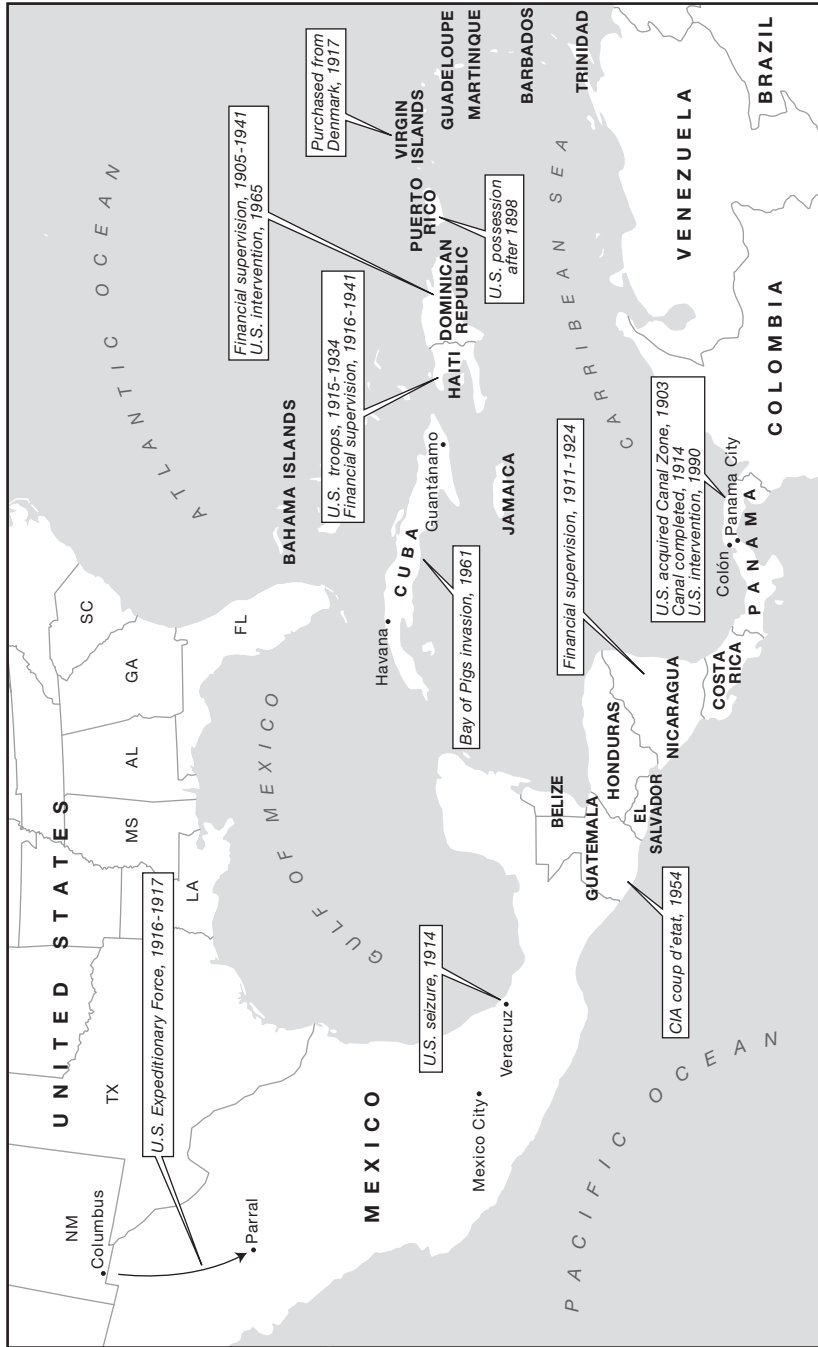 UNITED STATES
NM
Columbus
TX
LA
MS
AL
GA
SC
FL
U.S. Expeditionary Force, 1916-1917
Parral
MEXICO
Mexico City
Veracruz
U.S. seizure, 1914
GULF OF MEXICO
ATLANTIC OCEAN
PACIFIC OCEAN
CARRIBEAN SEA
BAHAMA ISLANDS
Havana
CUBA
Guantánamo
Bay of Pigs invasion, 1961
JAMAICA
HAITI
U.S. troops, 1915-1934
Financial supervision, 1916-1941
DOMINICAN
REPUBLIC
Financial supervision, 1905-1941
U.S. intervention, 1965
PUERTO
RICO
U.S. possession
after 1898
VIRGIN
ISLANDS
Purchased from
Denmark, 1917
GUADELOUPE
MARTINIQUE
BARBADOS
TRINIDAD
BELIZE
GUATEMALA
CIA coup d'etat, 1954
HONDURAS
EL
SALVADOR
NICARAGUA
Financial supervision, 1911-1924
COSTA
RICA
PANAMA
Colón
Panama City
U.S. acquired Canal Zone, 1903
Canal completed, 1914
U.S. intervention, 1990
COLOMBIA
VENEZUELA
BRAZIL